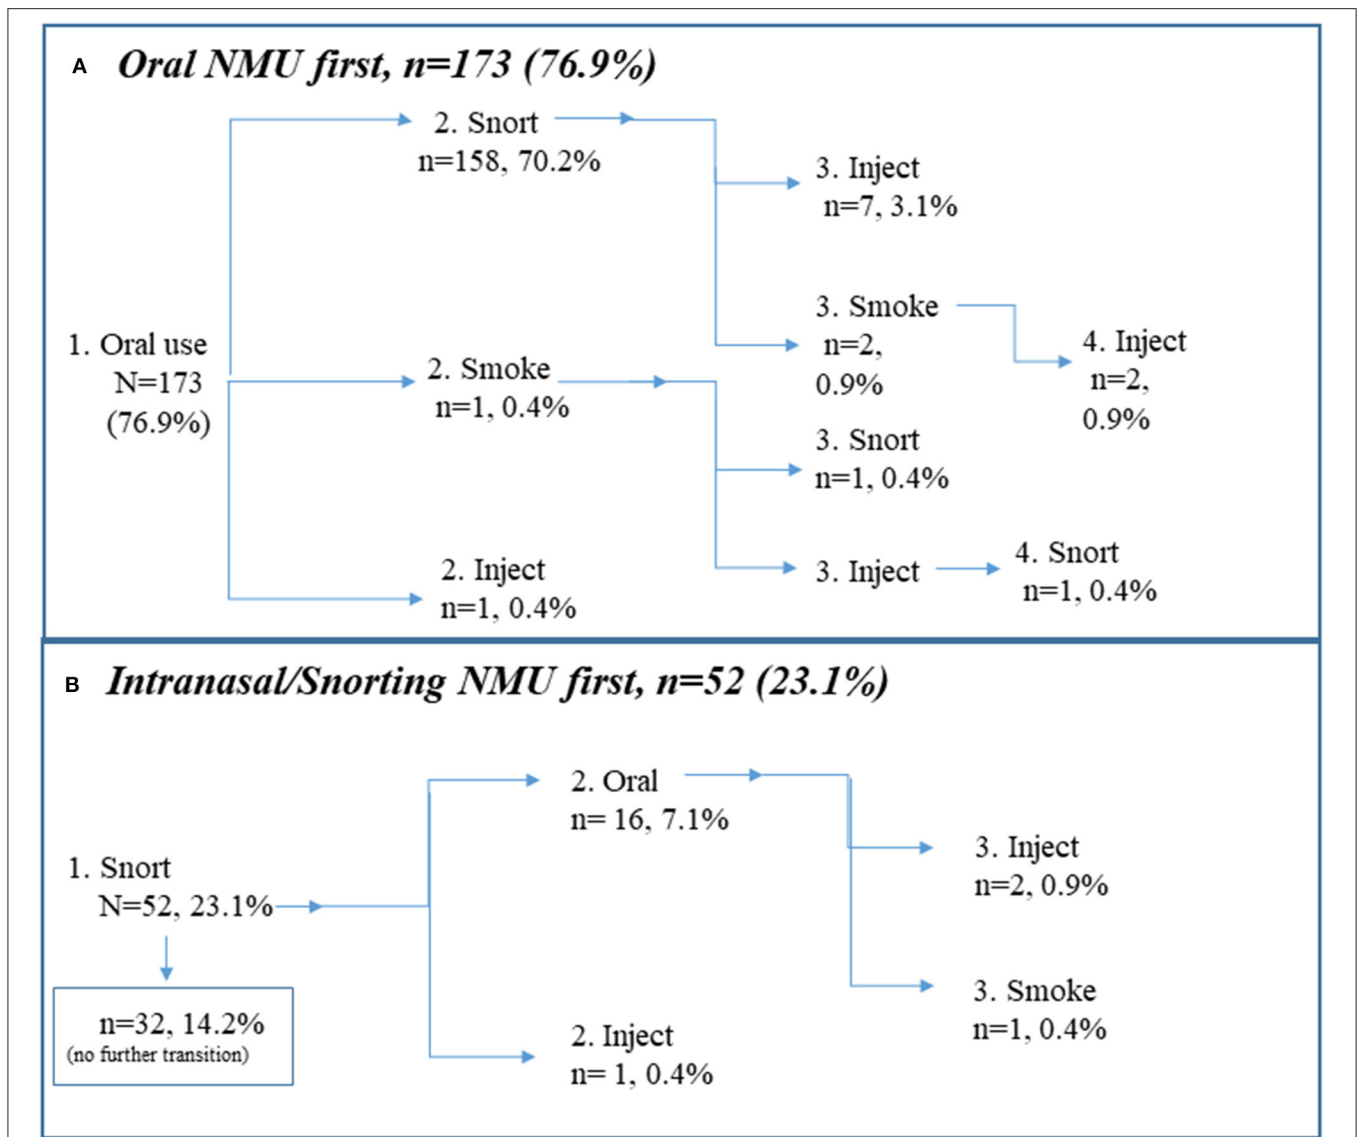 A Oral NMU first, n=173 (76.9%)
2. Snort
n=158, 70.2%
3. Inject
n=7, 3.1%
3. Smoke
n=2,
0.9%
4. Inject
n=2,
0.9%
1. Oral use
N=173
(76.9%)
2. Smoke
n=1, 0.4%
3. Snort
n=1, 0.4%
3. Inject
4. Snort
n=1, 0.4%
2. Inject
n=1, 0.4%
B Intranasal/Snorting NMU first, n=52 (23.1%)
2. Oral
n= 16, 7.1%
1. Snort
N=52, 23.1%
3. Inject
n=2, 0.9%
n=32, 14.2%
(no further transition)
3. Smoke
n=1, 0.4%
2. Inject
n= 1, 0.4%